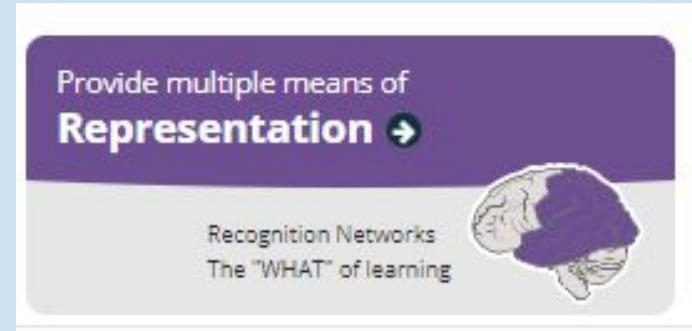 Provide multiple means of
Representation
Recognition Networks
The "WHAT" of learning